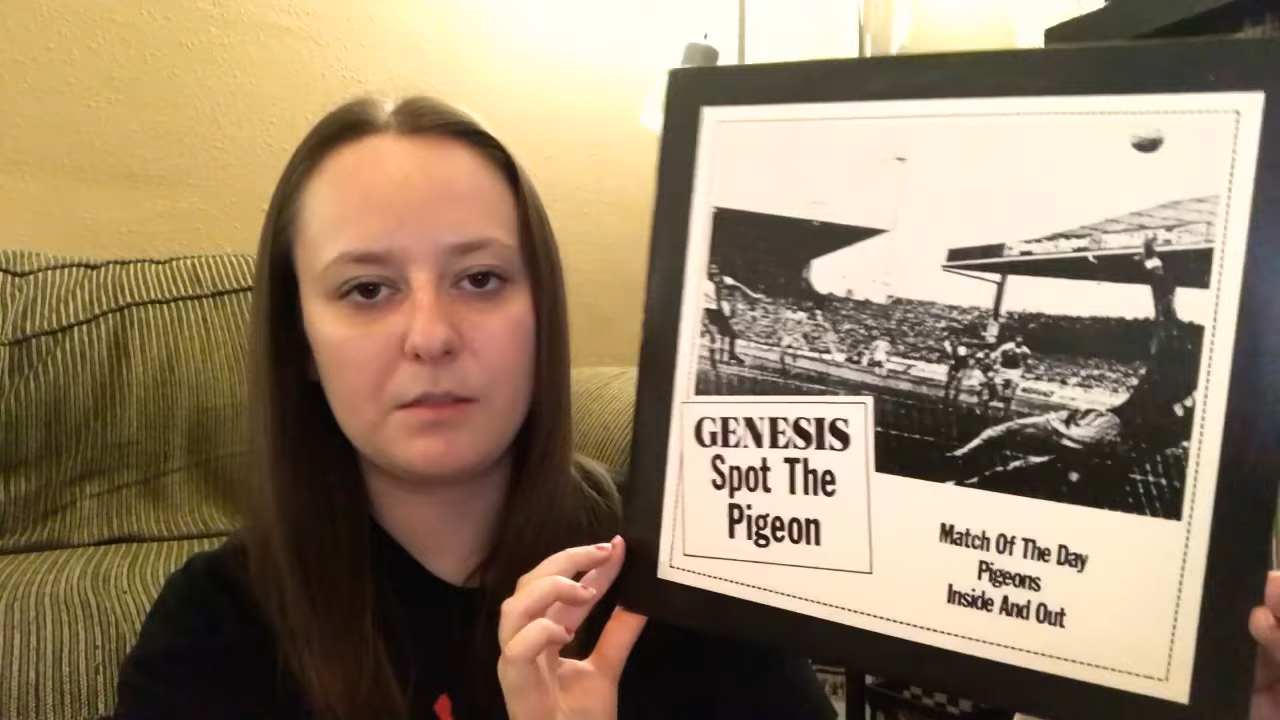 GENESIS
Spot The
Pigeon
Match Of The Day
Pigeons
Inside And Out